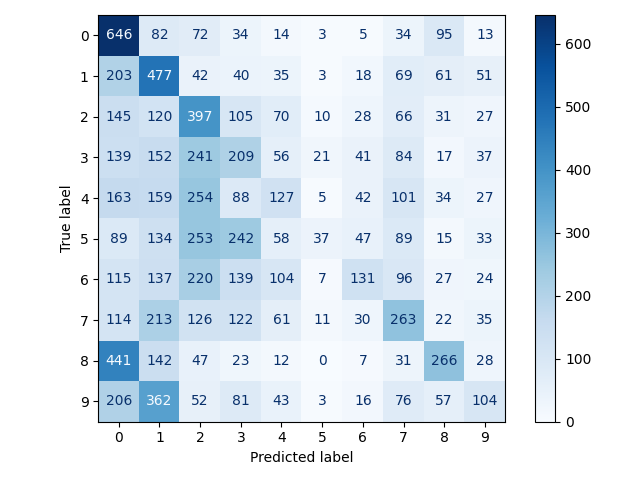 0 646 82 72 34 14 3 5 34 95 13
1 203 477 42 40 35 3 18 69 61 51
2 145 120 397 105 70 10 28 66 31 27
3 139 152 241 209 56 21 41 84 17 37
4 163 159 254 88 127 5 42 101 34 27
5 89 134 253 242 58 37 47 89 15 33
6 115 137 220 139 104 7 131 96 27 24
7 114 213 126 122 61 11 30 263 22 35
8 441 142 47 23 12 0 7 31 266 28
9 206 362 52 81 43 3 16 76 57 104
0 1 2 3 4 5 6 7 8 9
Predicted label
True label
600
500
400
300
200
100
0